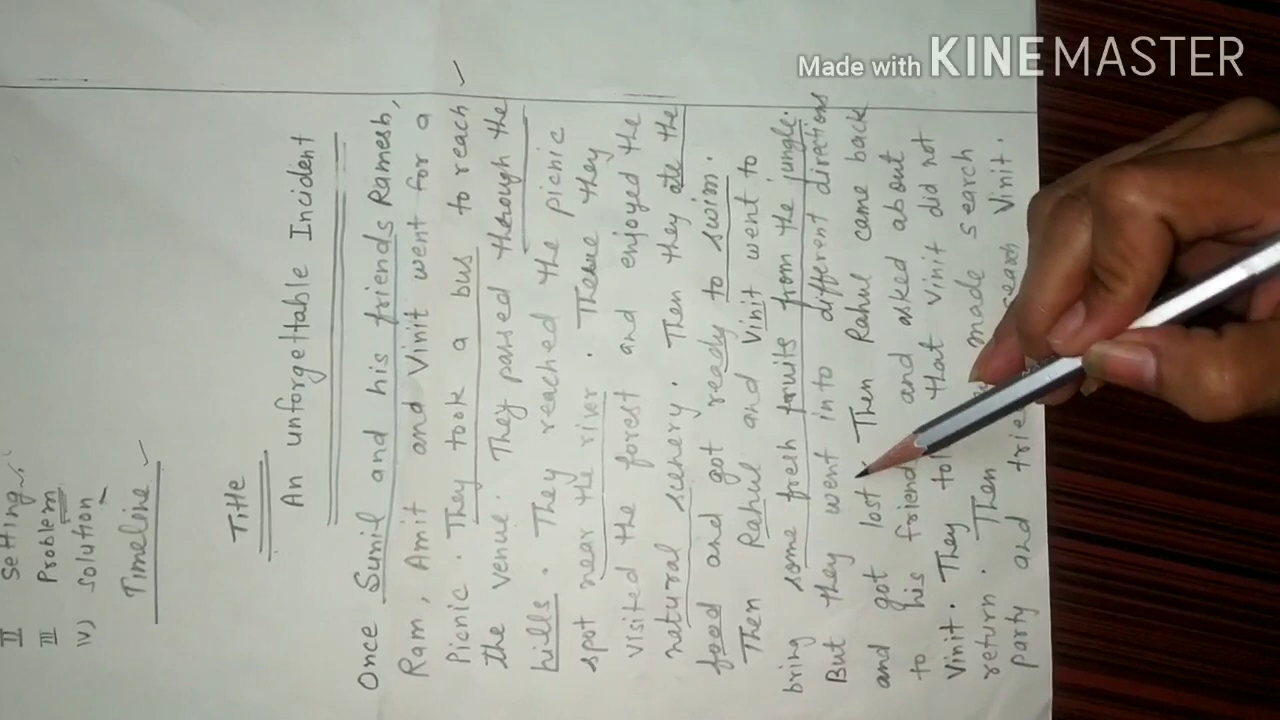 Made with KINEMASTER
II Setting
III Problem
IV) Solution
Timeline
Title
An unforgettable Incident
Once Sunil and his friends Ramesh,
Ram, Amit and Vinit went for a
Picnic. They took a bus to reach
the venue. They passed thorough the
hills. They reached the picnic
spot near the river. There they
visited the forest and enjoyed the
natural scenery. Then they ate the
food and got ready to swim.
Then Rahul and Vinit went to
bring some fresh fruits from the jungle.
But they went into different directions
and got lost Then Rahul came back
to his friend and asked about
Vinit. They that Vinit did not
return. Then made search
party and search Vinit.